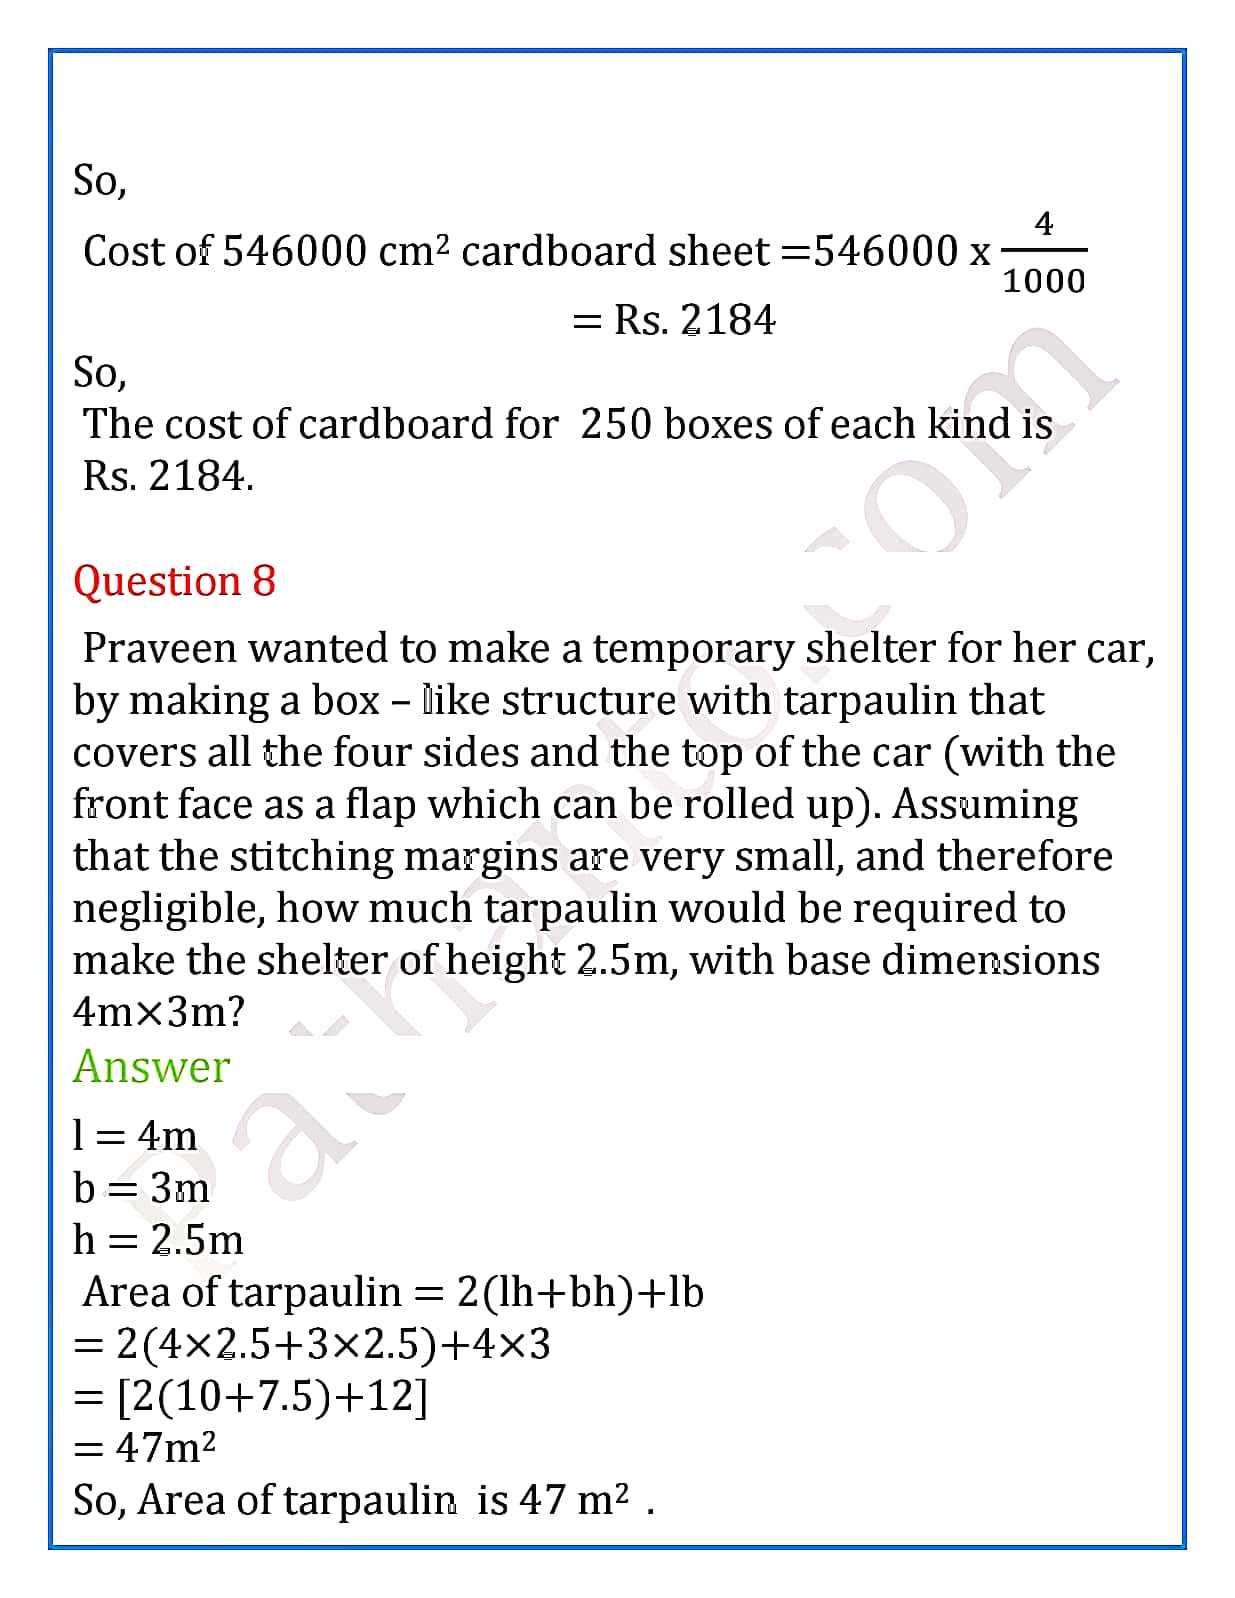 So,
Cost of 546000 cm² cardboard sheet =546000 x 4/1000
= Rs. 2184
So,
The cost of cardboard for 250 boxes of each kind is
Rs. 2184.
Question 8
Praveen wanted to make a temporary shelter for her car,
by making a box – like structure with tarpaulin that
covers all the four sides and the top of the car (with the
front face as a flap which can be rolled up). Assuming
that the stitching margins are very small, and therefore
negligible, how much tarpaulin would be required to
make the shelter of height 2.5m, with base dimensions
4m×3m?
Answer
l = 4m
b = 3m
h = 2.5m
Area of tarpaulin = 2(lh+bh)+lb
= 2(4×2.5+3×2.5)+4×3
= [2(10+7.5)+12]
= 47m²
So, Area of tarpaulin is 47 m² .
Pathanto.com